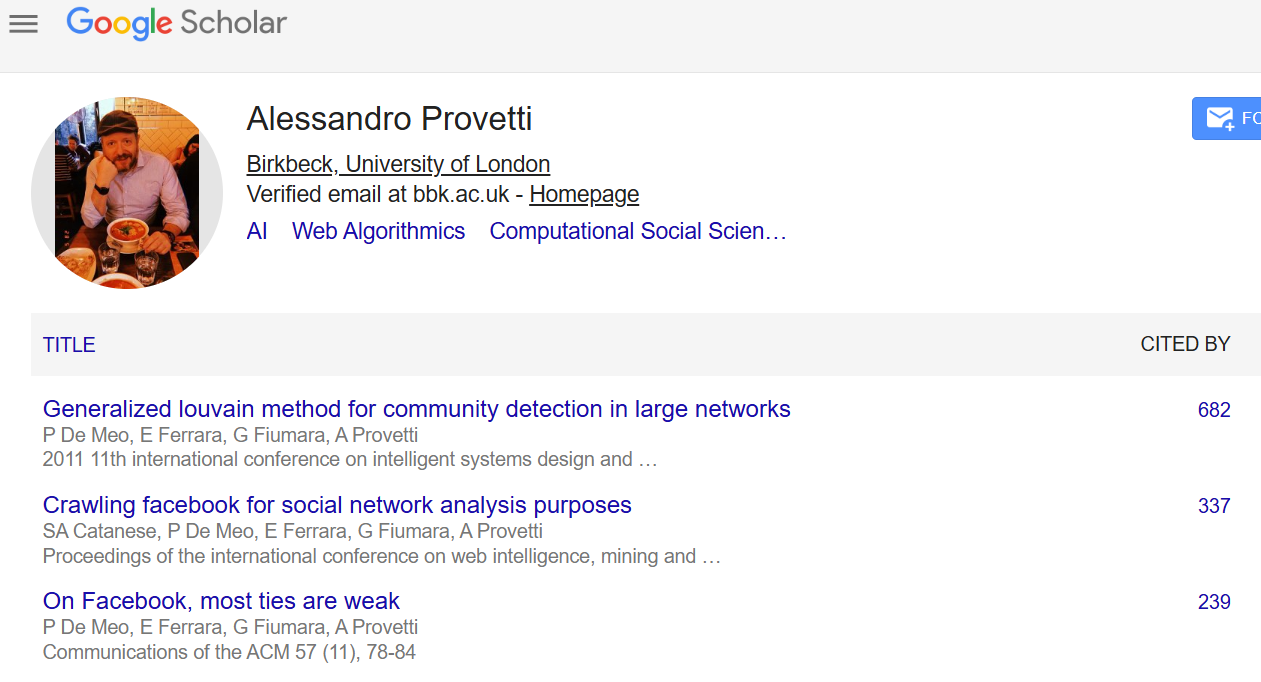 Google Scholar
Alessandro Provetti
FO
Birkbeck, University of London
Verified email at bbk.ac.uk - Homepage
AI Web Algorithmics Computational Social Scien…
TITLE CITED BY
Generalized louvain method for community detection in large networks 682
P De Meo, E Ferrara, G Fiumara, A Provetti
2011 11th international conference on intelligent systems design and …
Crawling facebook for social network analysis purposes 337
SA Catanese, P De Meo, E Ferrara, G Fiumara, A Provetti
Proceedings of the international conference on web intelligence, mining and …
On Facebook, most ties are weak 239
P De Meo, E Ferrara, G Fiumara, A Provetti
Communications of the ACM 57 (11), 78-84